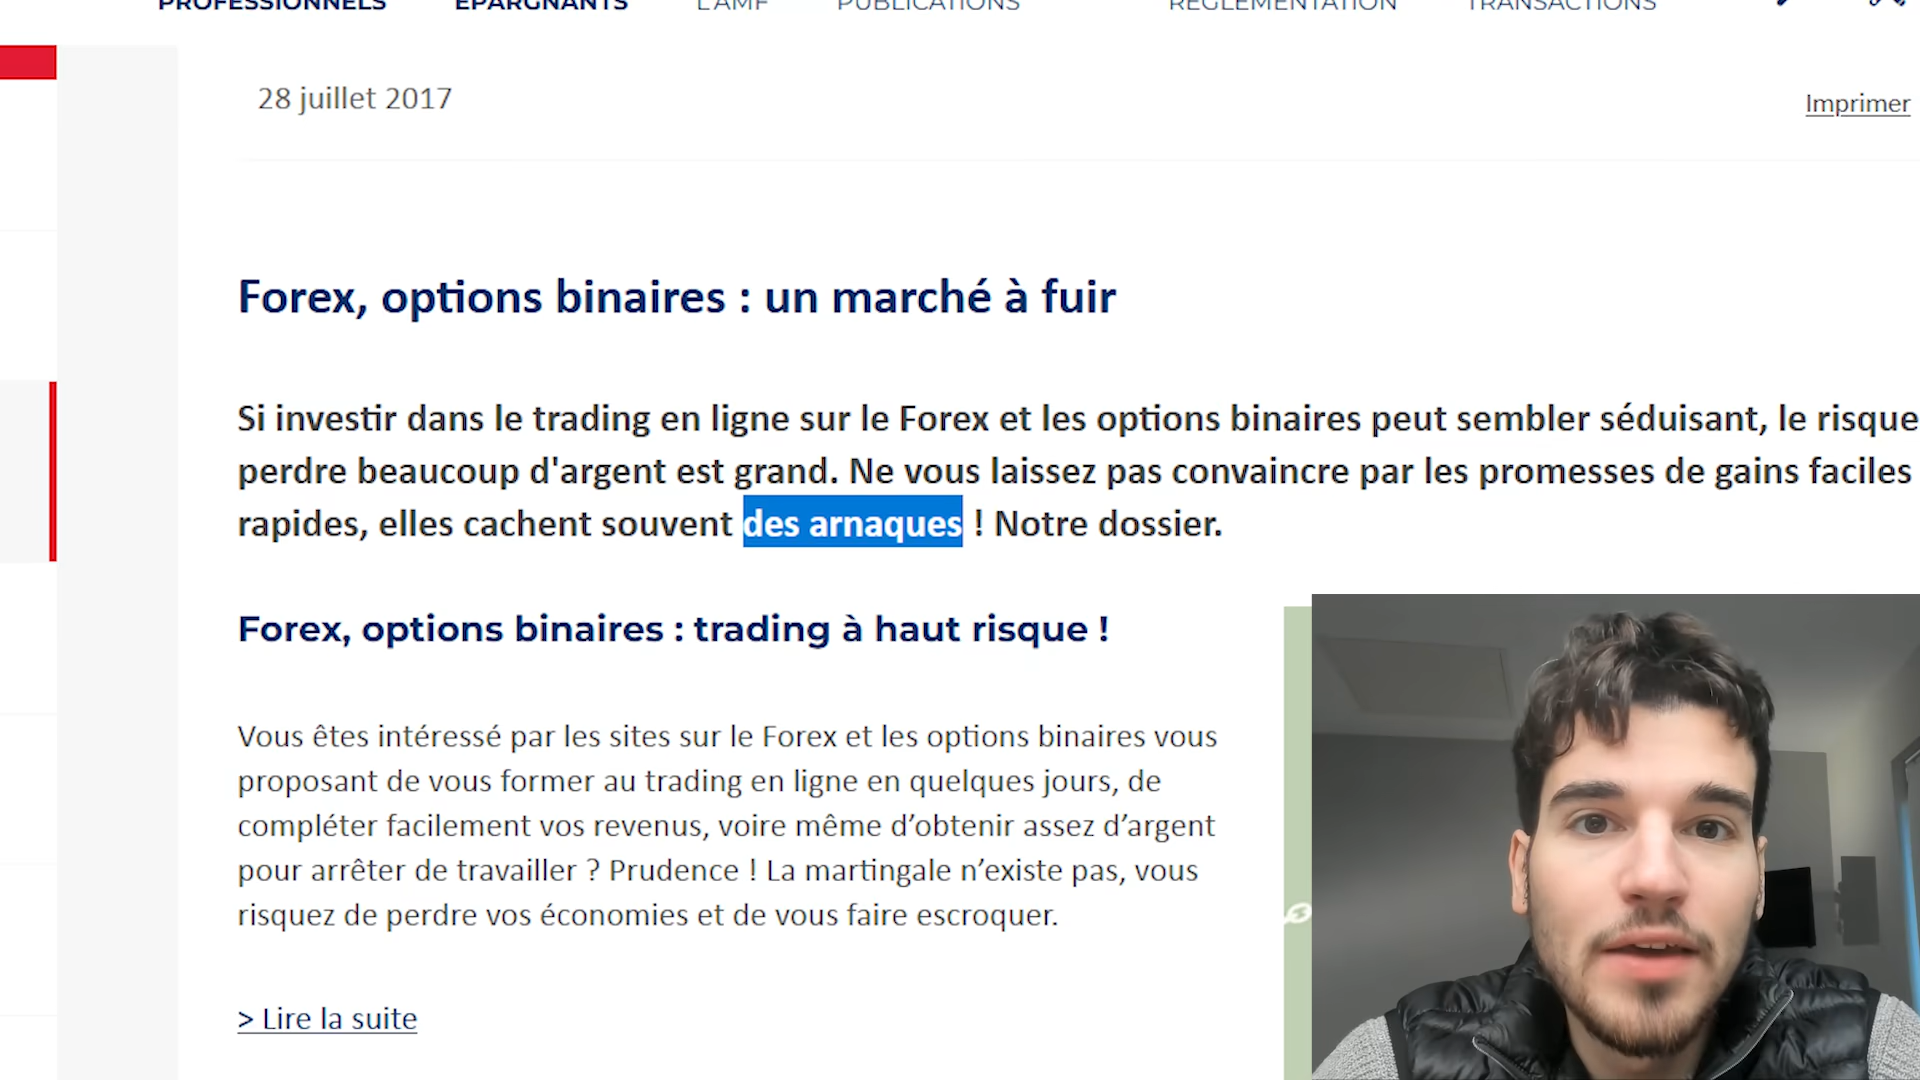 PROFESSIONNELS ÉPARGNANTS L'AMF PUBLICATIONS RÉGLEMENTATION TRANSACTIONS
28 juillet 2017
Imprimer
Forex, options binaires : un marché à fuir
Si investir dans le trading en ligne sur le Forex et les options binaires peut sembler séduisant, le risque
perdre beaucoup d'argent est grand. Ne vous laissez pas convaincre par les promesses de gains faciles
rapides, elles cachent souvent des arnaques ! Notre dossier.
Forex, options binaires : trading à haut risque !
Vous êtes intéressé par les sites sur le Forex et les options binaires vous
proposant de vous former au trading en ligne en quelques jours, de
compléter facilement vos revenus, voire même d’obtenir assez d’argent
pour arrêter de travailler ? Prudence ! La martingale n’existe pas, vous
risquez de perdre vos économies et de vous faire escroquer.
> Lire la suite